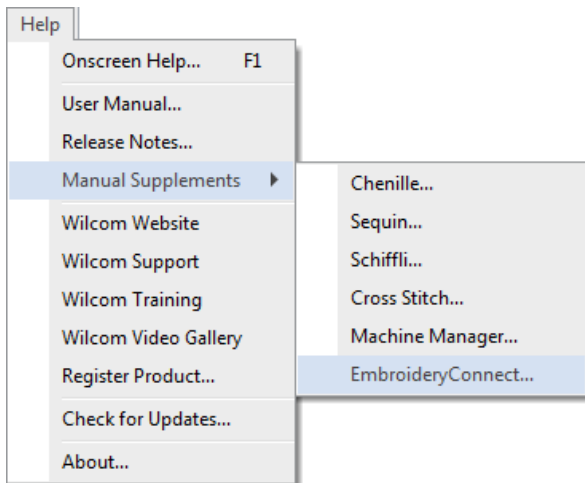 Help
Onscreen Help... F1
User Manual...
Release Notes...
Manual Supplements
Wilcom Website
Wilcom Support
Wilcom Training
Wilcom Video Gallery
Register Product...
Check for Updates...
About...
Chenille...
Sequin...
Schiffli...
Cross Stitch...
Machine Manager...
EmbroideryConnect...